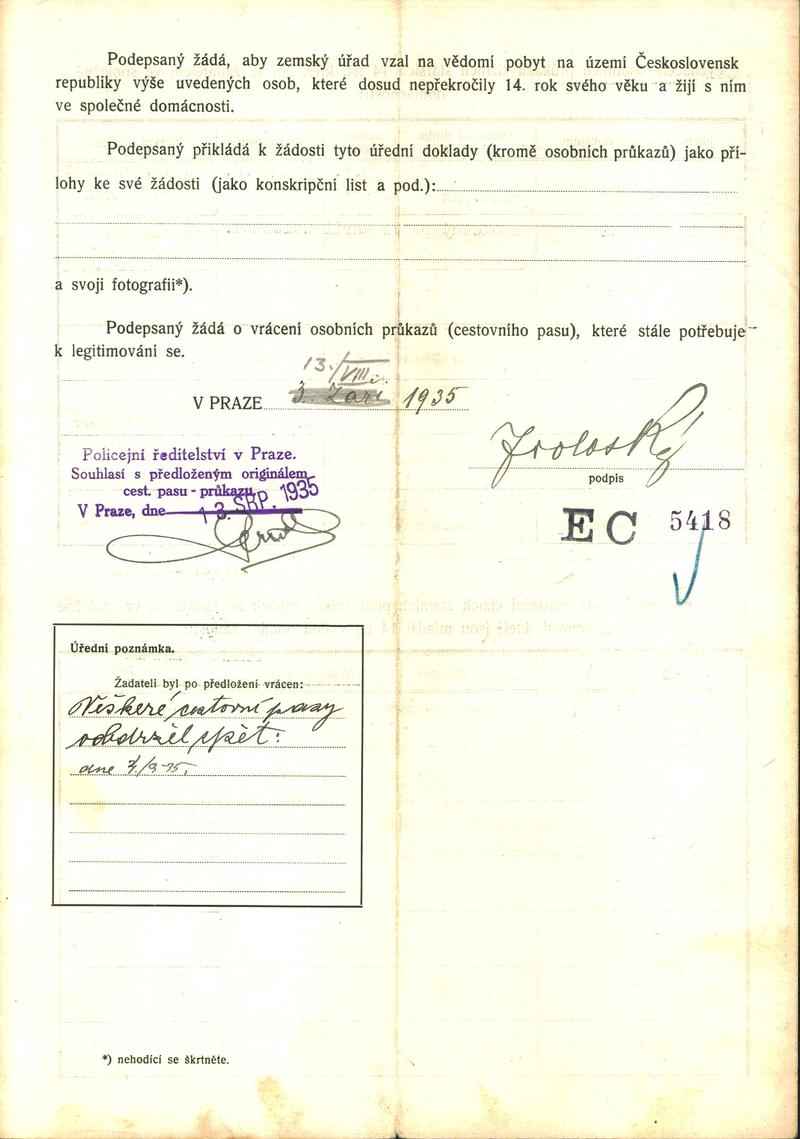 Podepsaný žádá, aby zemský úřad vzal na vědomí pobyt na území Československ
republiky výše uvedených osob, které dosud nepřekročily 14. rok svého věku a žijí s ním
ve společné domácnosti.
Podepsaný přikládá k žádosti tyto úřední doklady (kromě osobních průkazů) jako pří-
lohy ke své žádosti (jako konskripční list a pod.):
a svoji fotografii*).
Podepsaný žádá o vrácení osobních průkazů (cestovního pasu), které stále potřebuje
k legitimování se.
13./VIII.
V PRAZE 3. Září 1935
podpis
Policejní ředitelství v Praze.
Souhlasí s předloženým originálem
cest. pasu - průkazu
V Praze, dne 13. SRP. 1935
EC 5418
Úřední poznámka.
Žadateli byl po předložení vrácen:
Veškeré cestovní pasy
obdržel zpět:
dne
*) nehodící se škrtněte.